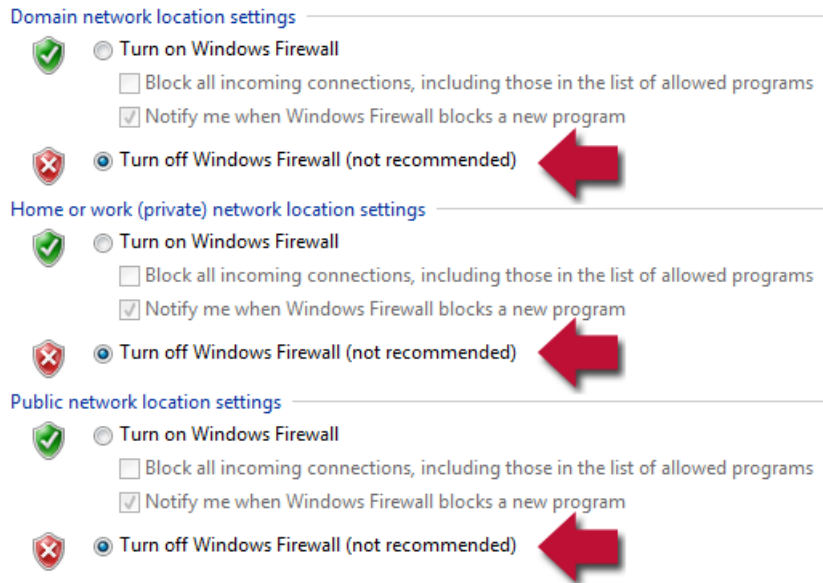 Domain network location settings
Turn on Windows Firewall
Block all incoming connections, including those in the list of allowed programs
Notify me when Windows Firewall blocks a new program
Turn off Windows Firewall (not recommended)
Home or work (private) network location settings
Turn on Windows Firewall
Block all incoming connections, including those in the list of allowed programs
Notify me when Windows Firewall blocks a new program
Turn off Windows Firewall (not recommended)
Public network location settings
Turn on Windows Firewall
Block all incoming connections, including those in the list of allowed programs
Notify me when Windows Firewall blocks a new program
Turn off Windows Firewall (not recommended)